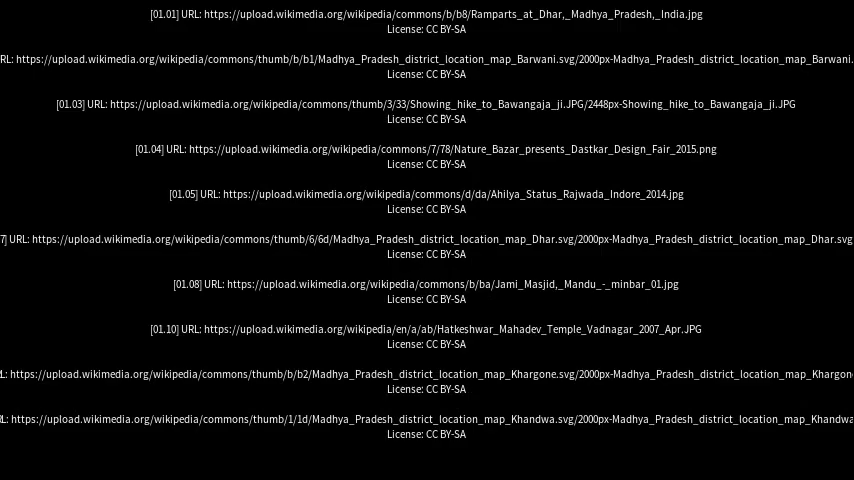 [01.01] URL: https://upload.wikimedia.org/wikipedia/commons/b/b8/Ramparts_at_Dhar,_Madhya_Pradesh,_India.jpg
License: CC BY-SA
RL: https://upload.wikimedia.org/wikipedia/commons/thumb/b/b1/Madhya_Pradesh_district_location_map_Barwani.svg/2000px-Madhya_Pradesh_district_location_map_Barwani.
License: CC BY-SA
[01.03] URL: https://upload.wikimedia.org/wikipedia/commons/thumb/3/33/Showing_hike_to_Bawangaja_ji.JPG/2448px-Showing_hike_to_Bawangaja_ji.JPG
License: CC BY-SA
[01.04] URL: https://upload.wikimedia.org/wikipedia/commons/7/78/Nature_Bazar_presents_Dastkar_Design_Fair_2015.png
License: CC BY-SA
[01.05] URL: https://upload.wikimedia.org/wikipedia/commons/d/da/Ahilya_Status_Rajwada_Indore_2014.jpg
License: CC BY-SA
7] URL: https://upload.wikimedia.org/wikipedia/commons/thumb/6/6d/Madhya_Pradesh_district_location_map_Dhar.svg/2000px-Madhya_Pradesh_district_location_map_Dhar.svg
License: CC BY-SA
[01.08] URL: https://upload.wikimedia.org/wikipedia/commons/b/ba/Jami_Masjid,_Mandu_-_minbar_01.jpg
License: CC BY-SA
[01.10] URL: https://upload.wikimedia.org/wikipedia/en/a/ab/Hatkeshwar_Mahadev_Temple_Vadnagar_2007_Apr.JPG
License: CC BY-SA
L: https://upload.wikimedia.org/wikipedia/commons/thumb/b/b2/Madhya_Pradesh_district_location_map_Khargone.svg/2000px-Madhya_Pradesh_district_location_map_Khargon
License: CC BY-SA
L: https://upload.wikimedia.org/wikipedia/commons/thumb/1/1d/Madhya_Pradesh_district_location_map_Khandwa.svg/2000px-Madhya_Pradesh_district_location_map_Khandwa
License: CC BY-SA